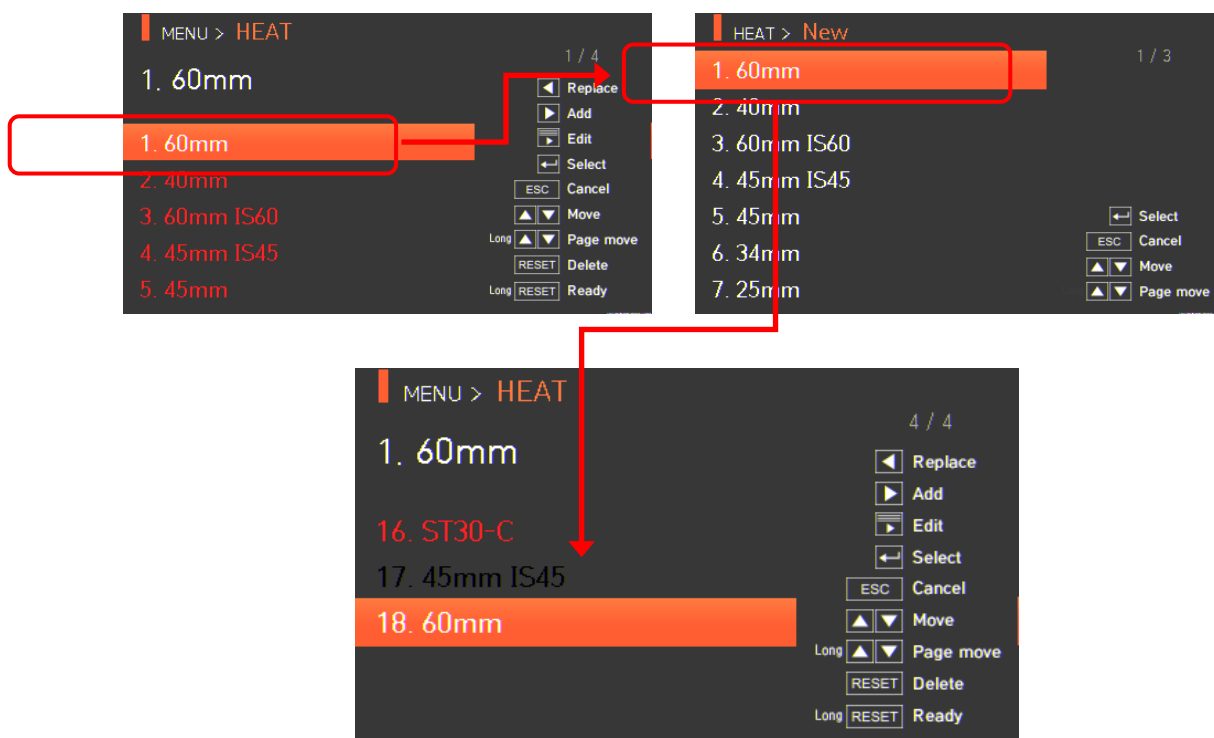 MENU > HEAT
1 / 4
1. 60mm
Replace
Add
1. 60mm
Edit
Select
2. 40mm
ESC Cancel
3. 60mm IS60
Move
4. 45mm IS45
Long Page move
RESET Delete
5. 45mm
Long RESET Ready
HEAT > New
1 / 3
1. 60mm
2. 40mm
3. 60mm IS60
4. 45mm IS45
5. 45mm
Select
6. 34mm
ESC Cancel
Move
7. 25mm
Page move
MENU > HEAT
4 / 4
1. 60mm
Replace
Add
16. ST30-C
Edit
Select
17. 45mm IS45
ESC Cancel
18. 60mm
Move
Long Page move
RESET Delete
Long RESET Ready